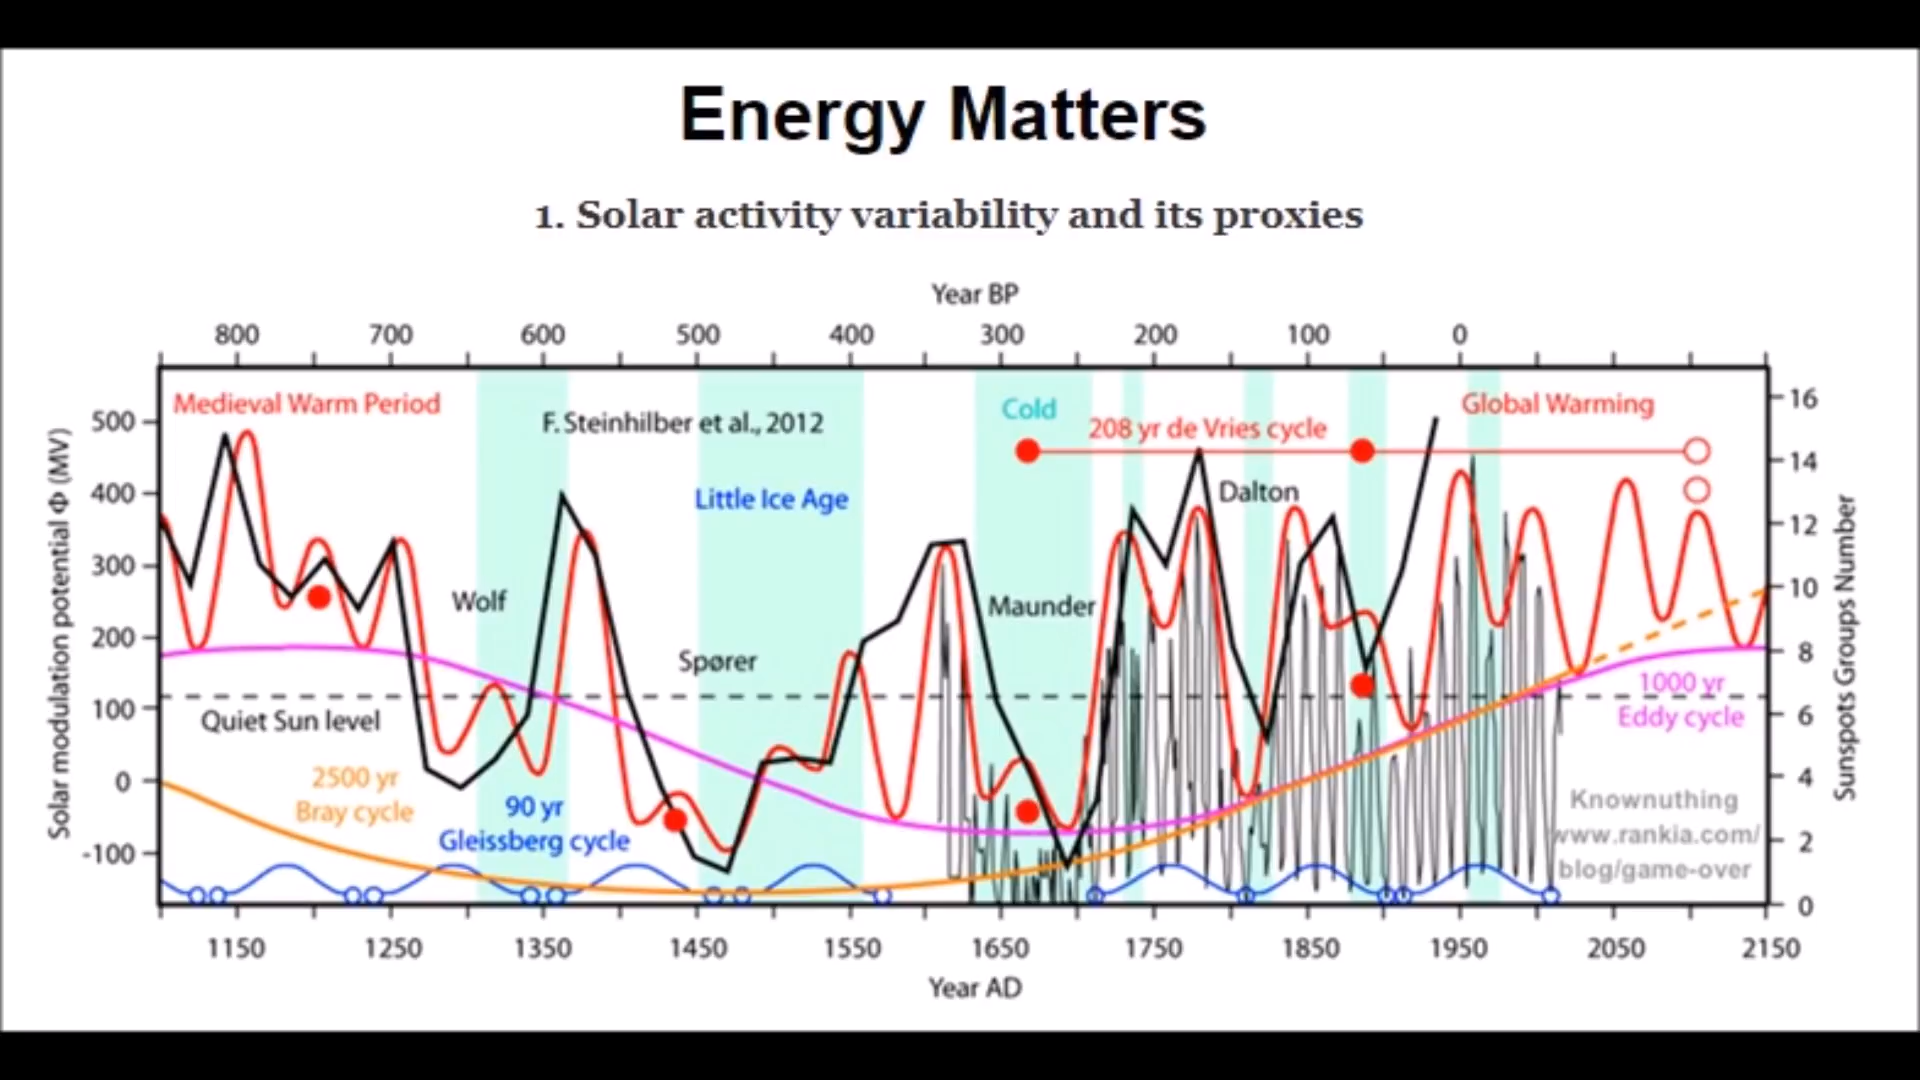 Energy Matters
1. Solar activity variability and its proxies
Year BP
800 700 600 500 400 300 200 100 0
Medieval Warm Period
F. Steinhilber et al., 2012
Cold
208 yr de Vries cycle
Global Warming
Little Ice Age
Dalton
Wolf
Maunder
Spører
Quiet Sun level
1000 yr
Eddy cycle
2500 yr
Bray cycle
90 yr
Gleissberg cycle
Knownuthing
www.rankia.com/
blog/game-over
Solar modulation potential Φ (MV)
500
400
300
200
100
0
-100
Sunspots Groups Number
16
14
12
10
8
6
4
2
0
1150 1250 1350 1450 1550 1650 1750 1850 1950 2050 2150
Year AD